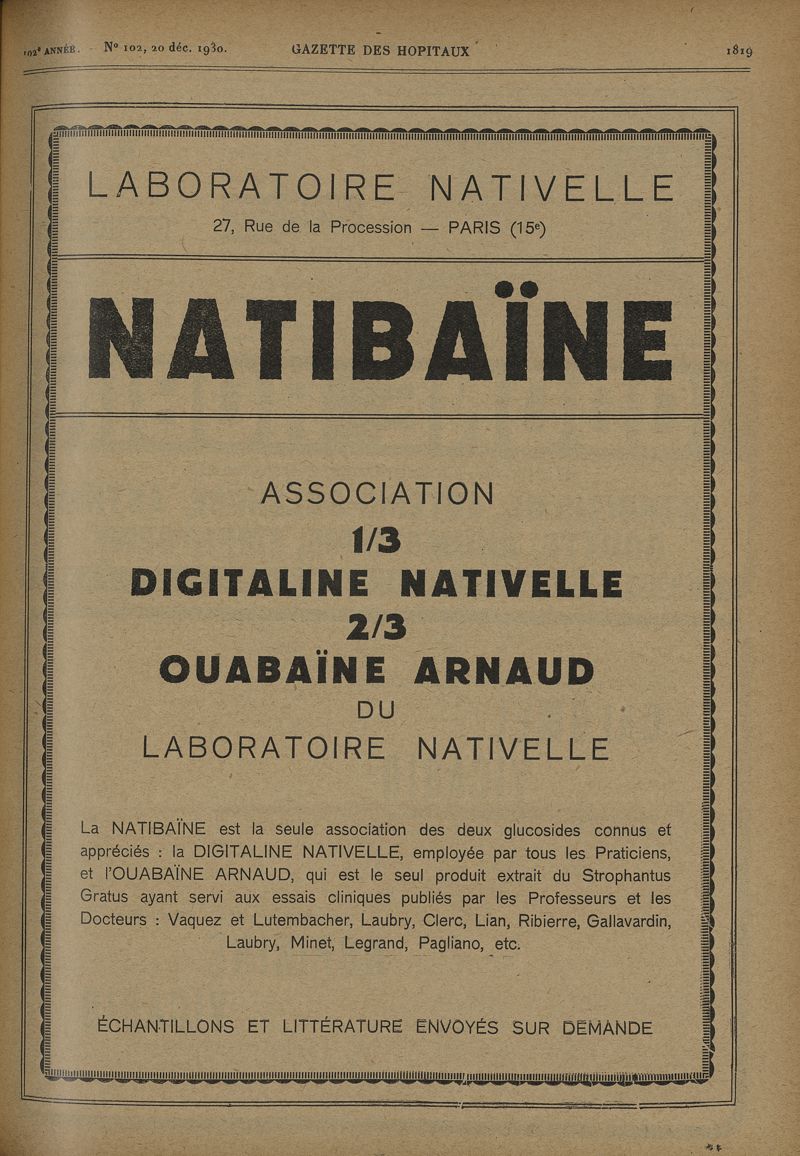 102e ANNÉE. - No 102, 20 déc. 1930. GAZETTE DES HOPITAUX 1819
LABORATOIRE NATIVELLE
27, Rue de la Procession — PARIS (15e)
NATIBAÏNE
ASSOCIATION
1/3
DIGITALINE NATIVELLE
2/3
OUABAÏNE ARNAUD
DU
LABORATOIRE NATIVELLE
La NATIBAÏNE est la seule association des deux glucosides connus et
appréciés : la DIGITALINE NATIVELLE, employée par tous les Praticiens,
et l'OUABAÏNE ARNAUD, qui est le seul produit extrait du Strophantus
Gratus ayant servi aux essais cliniques publiés par les Professeurs et les
Docteurs : Vaquez et Lutembacher, Laubry, Clerc, Lian, Ribierre, Gallavardin,
Laubry, Minet, Legrand, Pagliano, etc.
ÉCHANTILLONS ET LITTÉRATURE ENVOYÉS SUR DEMANDE
**